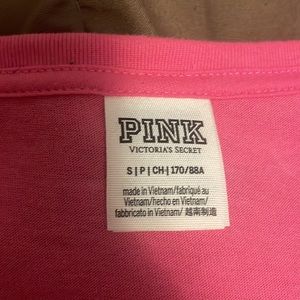 PINK
VICTORIA'S SECRET
S | P | CH | 170/88A
made in Vietnam/fabriqué au
Vietnam/hecho en Vietnam/
fabbricato in Vietnam/越南制造